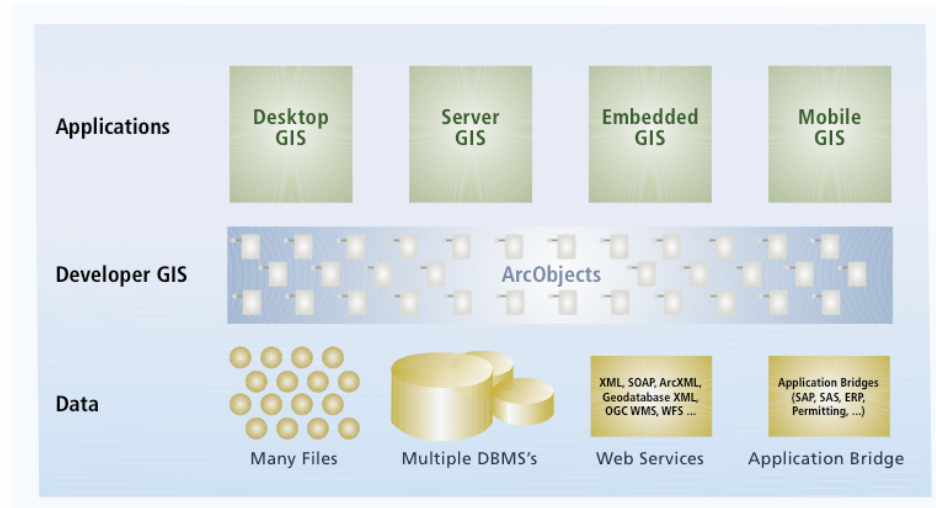 Applications
Desktop
GIS
Server
GIS
Embedded
GIS
Mobile
GIS
Developer GIS
ArcObjects
Data
Many Files
Multiple DBMS's
XML, SOAP, ArcXML,
Geodatabase XML,
OGC WMS, WFS ...
Web Services
Application Bridges
(SAP, SAS, ERP,
Permitting, ...)
Application Bridge